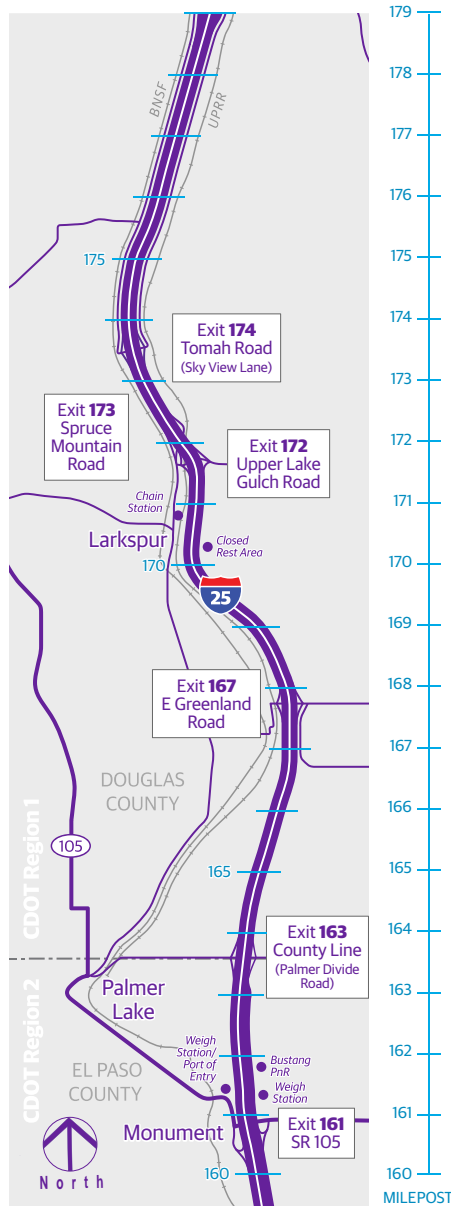 179
178
177
176
175
174
173
172
171
170
169
168
167
166
165
164
163
162
161
160
MILEPOST
BNSF
UPRR
175
Exit 174
Tomah Road
(Sky View Lane)
Exit 173
Spruce
Mountain
Road
Exit 172
Upper Lake
Gulch Road
Chain
Station
Larkspur
Closed
Rest Area
170
25
Exit 167
E Greenland
Road
DOUGLAS
COUNTY
CDOT Region 1
105
165
Exit 163
County Line
(Palmer Divide
Road)
Palmer
Lake
CDOT Region 2
EL PASO
COUNTY
Weigh
Station/
Port of
Entry
Bustang
PnR
Weigh
Station
Monument
Exit 161
SR 105
160
North